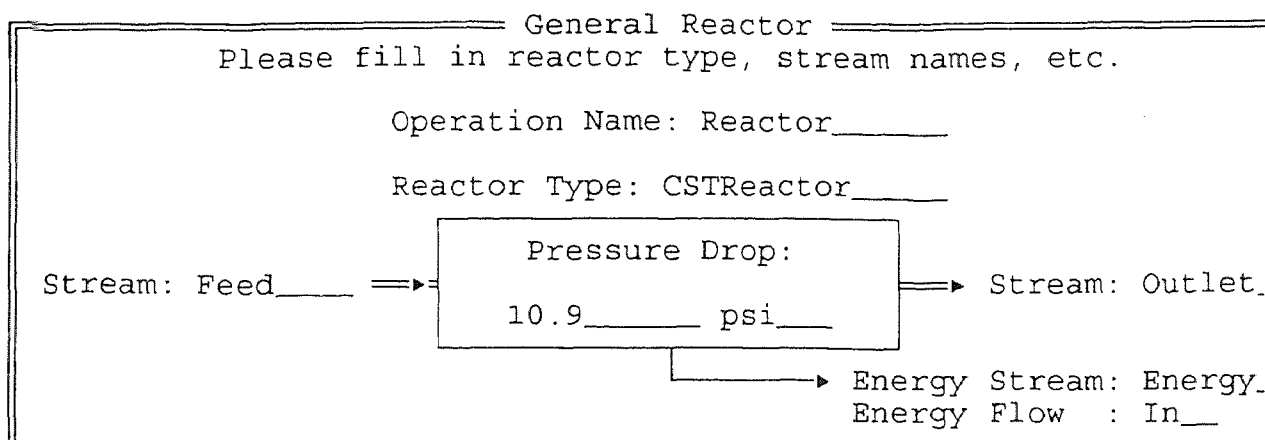 General Reactor
Please fill in reactor type, stream names, etc.
Operation Name: Reactor______
Reactor Type: CSTReactor_____
Pressure Drop:
Stream: Feed____ Stream: Outlet_
10.9_______ psi___
Energy Stream: Energy_
Energy Flow : In__